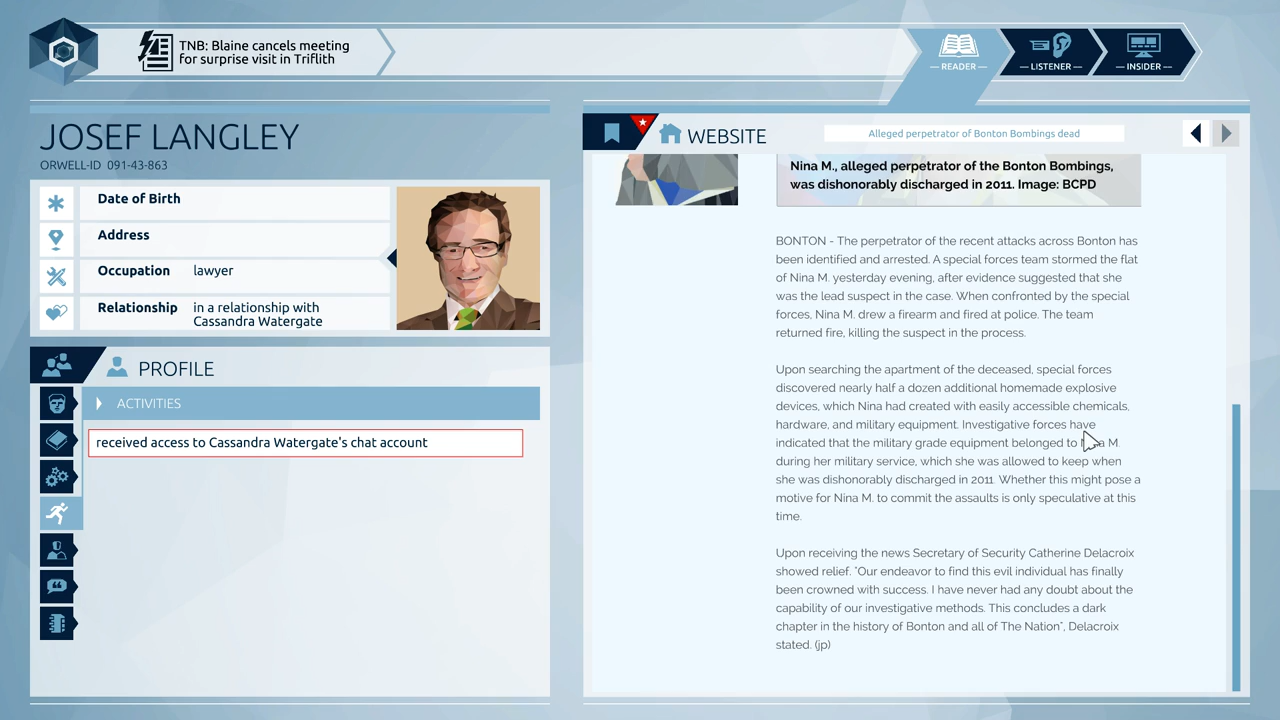 TNB: Blaine cancels meeting
for surprise visit in Triflith
READER
LISTENER
INSIDER
JOSEF LANGLEY
ORWELL-ID 091-43-863
Date of Birth
Address
Occupation lawyer
Relationship in a relationship with
Cassandra Watergate
PROFILE
ACTIVITIES
received access to Cassandra Watergate's chat account
WEBSITE
Alleged perpetrator of Bonton Bombings dead
Nina M., alleged perpetrator of the Bonton Bombings,
was dishonorably discharged in 2011. Image: BCPD
BONTON - The perpetrator of the recent attacks across Bonton has
been identified and arrested. A special forces team stormed the flat
of Nina M. yesterday evening, after evidence suggested that she
was the lead suspect in the case. When confronted by the special
forces, Nina M. drew a firearm and fired at police. The team
returned fire, killing the suspect in the process.
Upon searching the apartment of the deceased, special forces
discovered nearly half a dozen additional homemade explosive
devices, which Nina had created with easily accessible chemicals,
hardware, and military equipment. Investigative forces have
indicated that the military grade equipment belonged to M.
during her military service, which she was allowed to keep when
she was dishonorably discharged in 2011. Whether this might pose a
motive for Nina M. to commit the assaults is only speculative at this
time.
Upon receiving the news Secretary of Security Catherine Delacroix
showed relief. "Our endeavor to find this evil individual has finally
been crowned with success. I have never had any doubt about the
capability of our investigative methods. This concludes a dark
chapter in the history of Bonton and all of The Nation", Delacroix
stated. (jp)